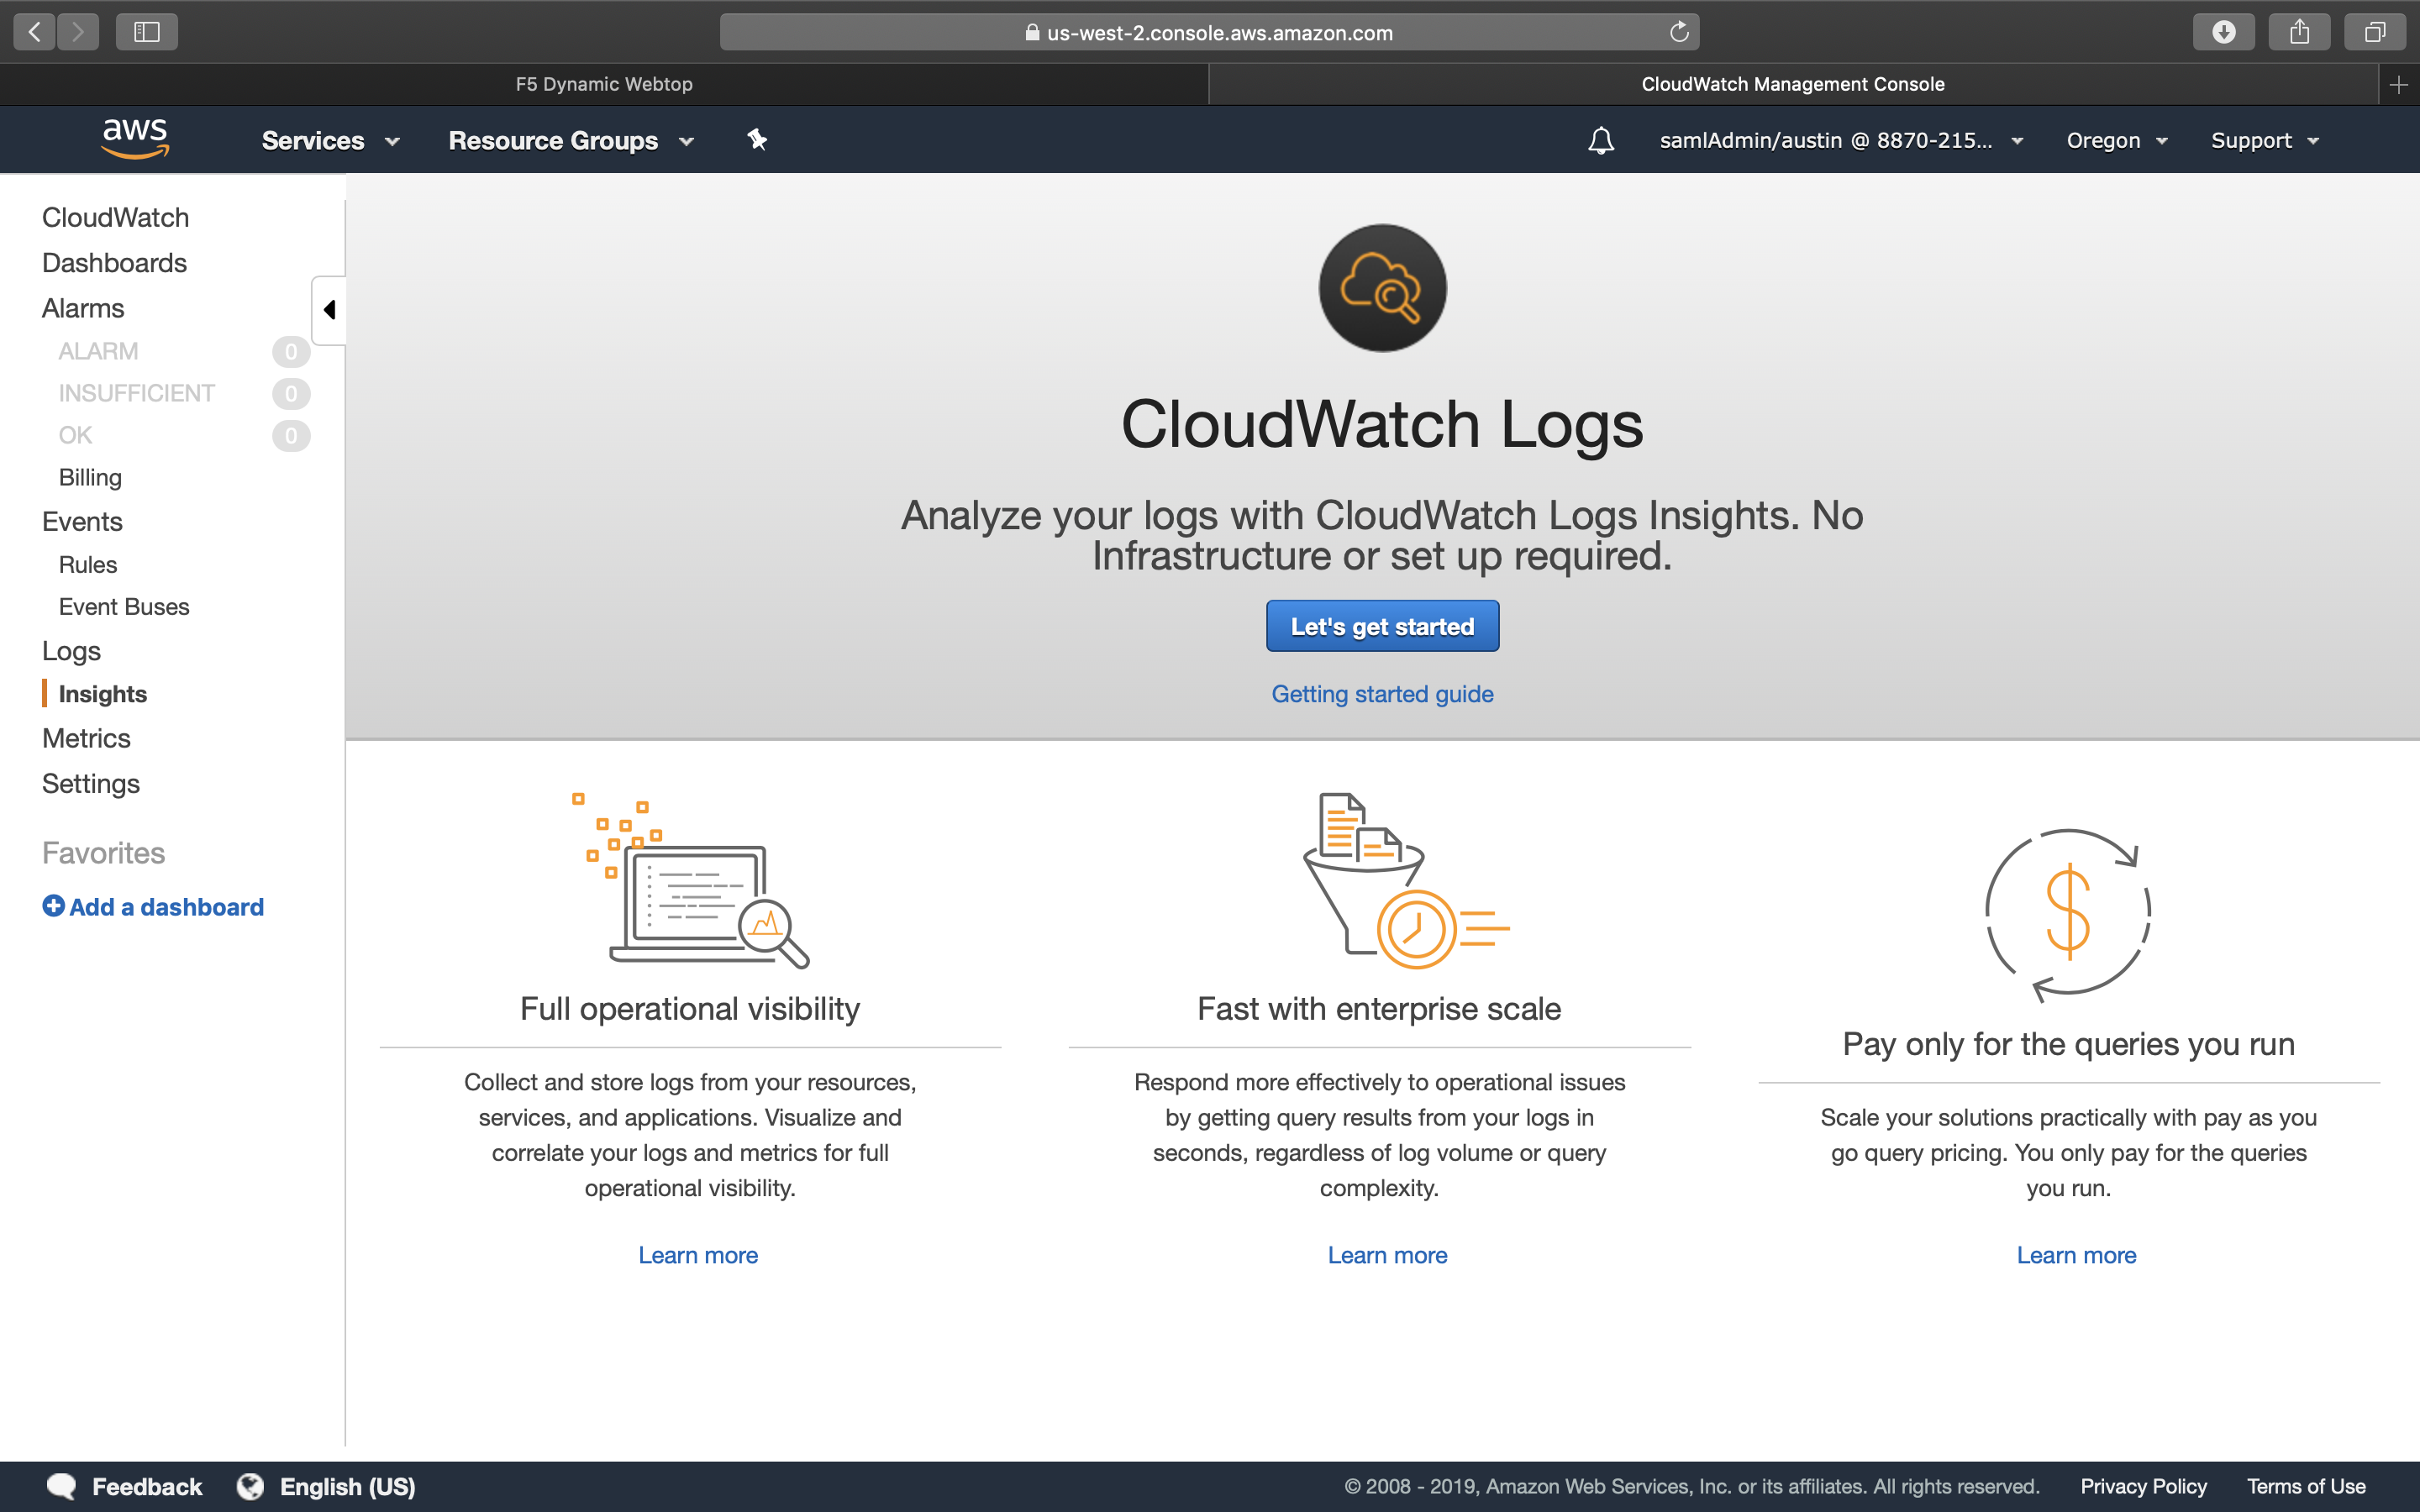 us-west-2.console.aws.amazon.com
F5 Dynamic Webtop
CloudWatch Management Console
aws
Services
Resource Groups
samlAdmin/austin @ 8870-215...
Oregon
Support
CloudWatch
Dashboards
Alarms
ALARM 0
INSUFFICIENT 0
OK 0
Billing
Events
Rules
Event Buses
Logs
Insights
Metrics
Settings
Favorites
Add a dashboard
CloudWatch Logs
Analyze your logs with CloudWatch Logs Insights. No
Infrastructure or set up required.
Let's get started
Getting started guide
Full operational visibility
Collect and store logs from your resources,
services, and applications. Visualize and
correlate your logs and metrics for full
operational visibility.
Learn more
Fast with enterprise scale
Respond more effectively to operational issues
by getting query results from your logs in
seconds, regardless of log volume or query
complexity.
Learn more
Pay only for the queries you run
Scale your solutions practically with pay as you
go query pricing. You only pay for the queries
you run.
Learn more
Feedback
English (US)
© 2008 - 2019, Amazon Web Services, Inc. or its affiliates. All rights reserved.
Privacy Policy
Terms of Use